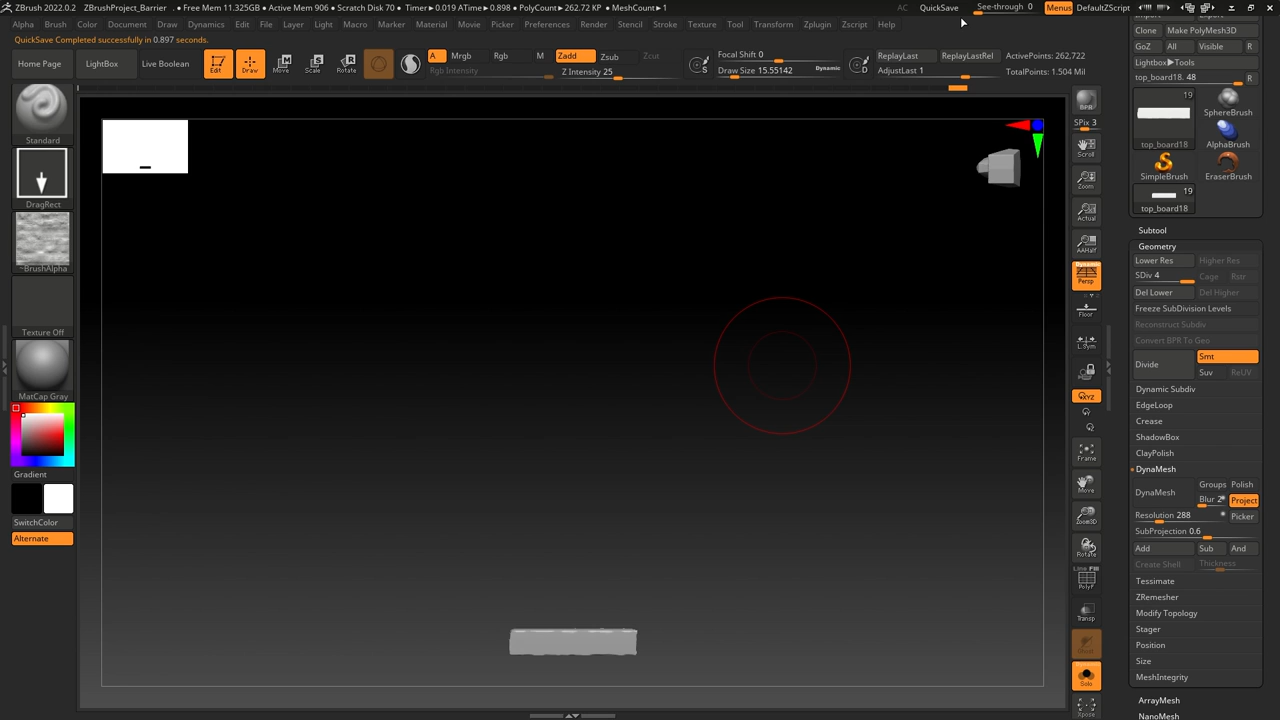 ZBrush 2022.0.2 ZBrushProject_Barrier . • Free Mem 11.325GB • Active Mem 906 • Scratch Disk 70 • Timer▶0.019 ATime▶0.898 • PolyCount▶262.72 KP • MeshCount▶1 AC QuickSave See-through 0 Menus DefaultZScript
Alpha Brush Color Document Draw Dynamics Edit File Layer Light Macro Marker Material Movie Picker Preferences Render Stencil Stroke Texture Tool Transform Zplugin Zscript Help
QuickSave Completed successfully in 0.897 seconds.
Home Page LightBox Live Boolean Edit Draw Move Scale Rotate A Mrgb Rgb M Zadd Zsub Zcut Focal Shift 0 ReplayLast ReplayLastRel ActivePoints: 262,722
Rgb Intensity Z Intensity 25 Draw Size 15.55142 Dynamic AdjustLast 1 TotalPoints: 1.504 Mil
S D
Standard
DragRect
~BrushAlpha
Texture Off
MatCap Gray
Gradient
SwitchColor
Alternate
BPR
SPix 3
Scroll
Zoom
Actual
AAHalf
Dynamic
Persp
Floor
L.Sym
XYZ
Frame
Move
Zoom3D
Rotate
Line Fill
PolyF
Transp
Solo
Xpose
Clone Make PolyMesh3D
GoZ All Visible R
Lightbox▶Tools
top_board18. 48 R
19
top_board18
SphereBrush
AlphaBrush
SimpleBrush EraserBrush
19
top_board18
Subtool
Geometry
Lower Res Higher Res
SDiv 4 Cage Rstr
Del Lower Del Higher
Freeze SubDivision Levels
Reconstruct Subdiv
Convert BPR To Geo
Divide Smt
Suv ReUV
Dynamic Subdiv
EdgeLoop
Crease
ShadowBox
ClayPolish
DynaMesh
DynaMesh Groups Polish
Blur 2 Project
Resolution 288 Picker
SubProjection 0.6
Add Sub And
Create Shell Thickness
Tessimate
ZRemesher
Modify Topology
Stager
Position
Size
MeshIntegrity
ArrayMesh
NanoMesh